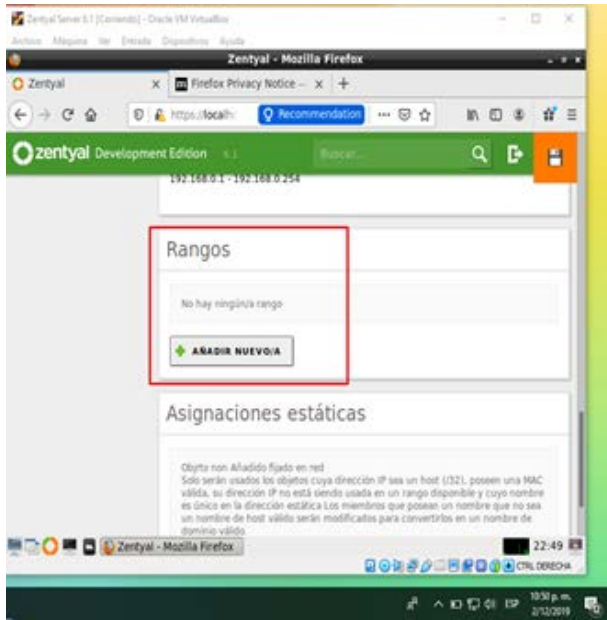 Zentyal Server 6.1 [Corriendo] - Oracle VM VirtualBox
Archivo Máquina Ver Entrada Dispositivos Ayuda
Zentyal - Mozilla Firefox
Zentyal
Firefox Privacy Notice —
https://localh
Recommendation
zentyal Development Edition 6.1
Buscar...
192.168.0.1 - 192.168.0.254
Rangos
No hay ningún/a rango
AÑADIR NUEVO/A
Asignaciones estáticas
Objyto non Añadido fijado en red
Solo serán usados los objetos cuya dirección IP sea un host (/32), poseen una MAC
válida, su dirección IP no está siendo usada en un rango disponible y cuyo nombre
es único en la dirección estática Los miembros que posean un nombre que no sea
un nombre de host válido serán modificados para convertirlos en un nombre de
dominio válido
Zentyal - Mozilla Firefox
22:49
CTRL DERECHA
ESP
10:50 p. m.
2/12/2019